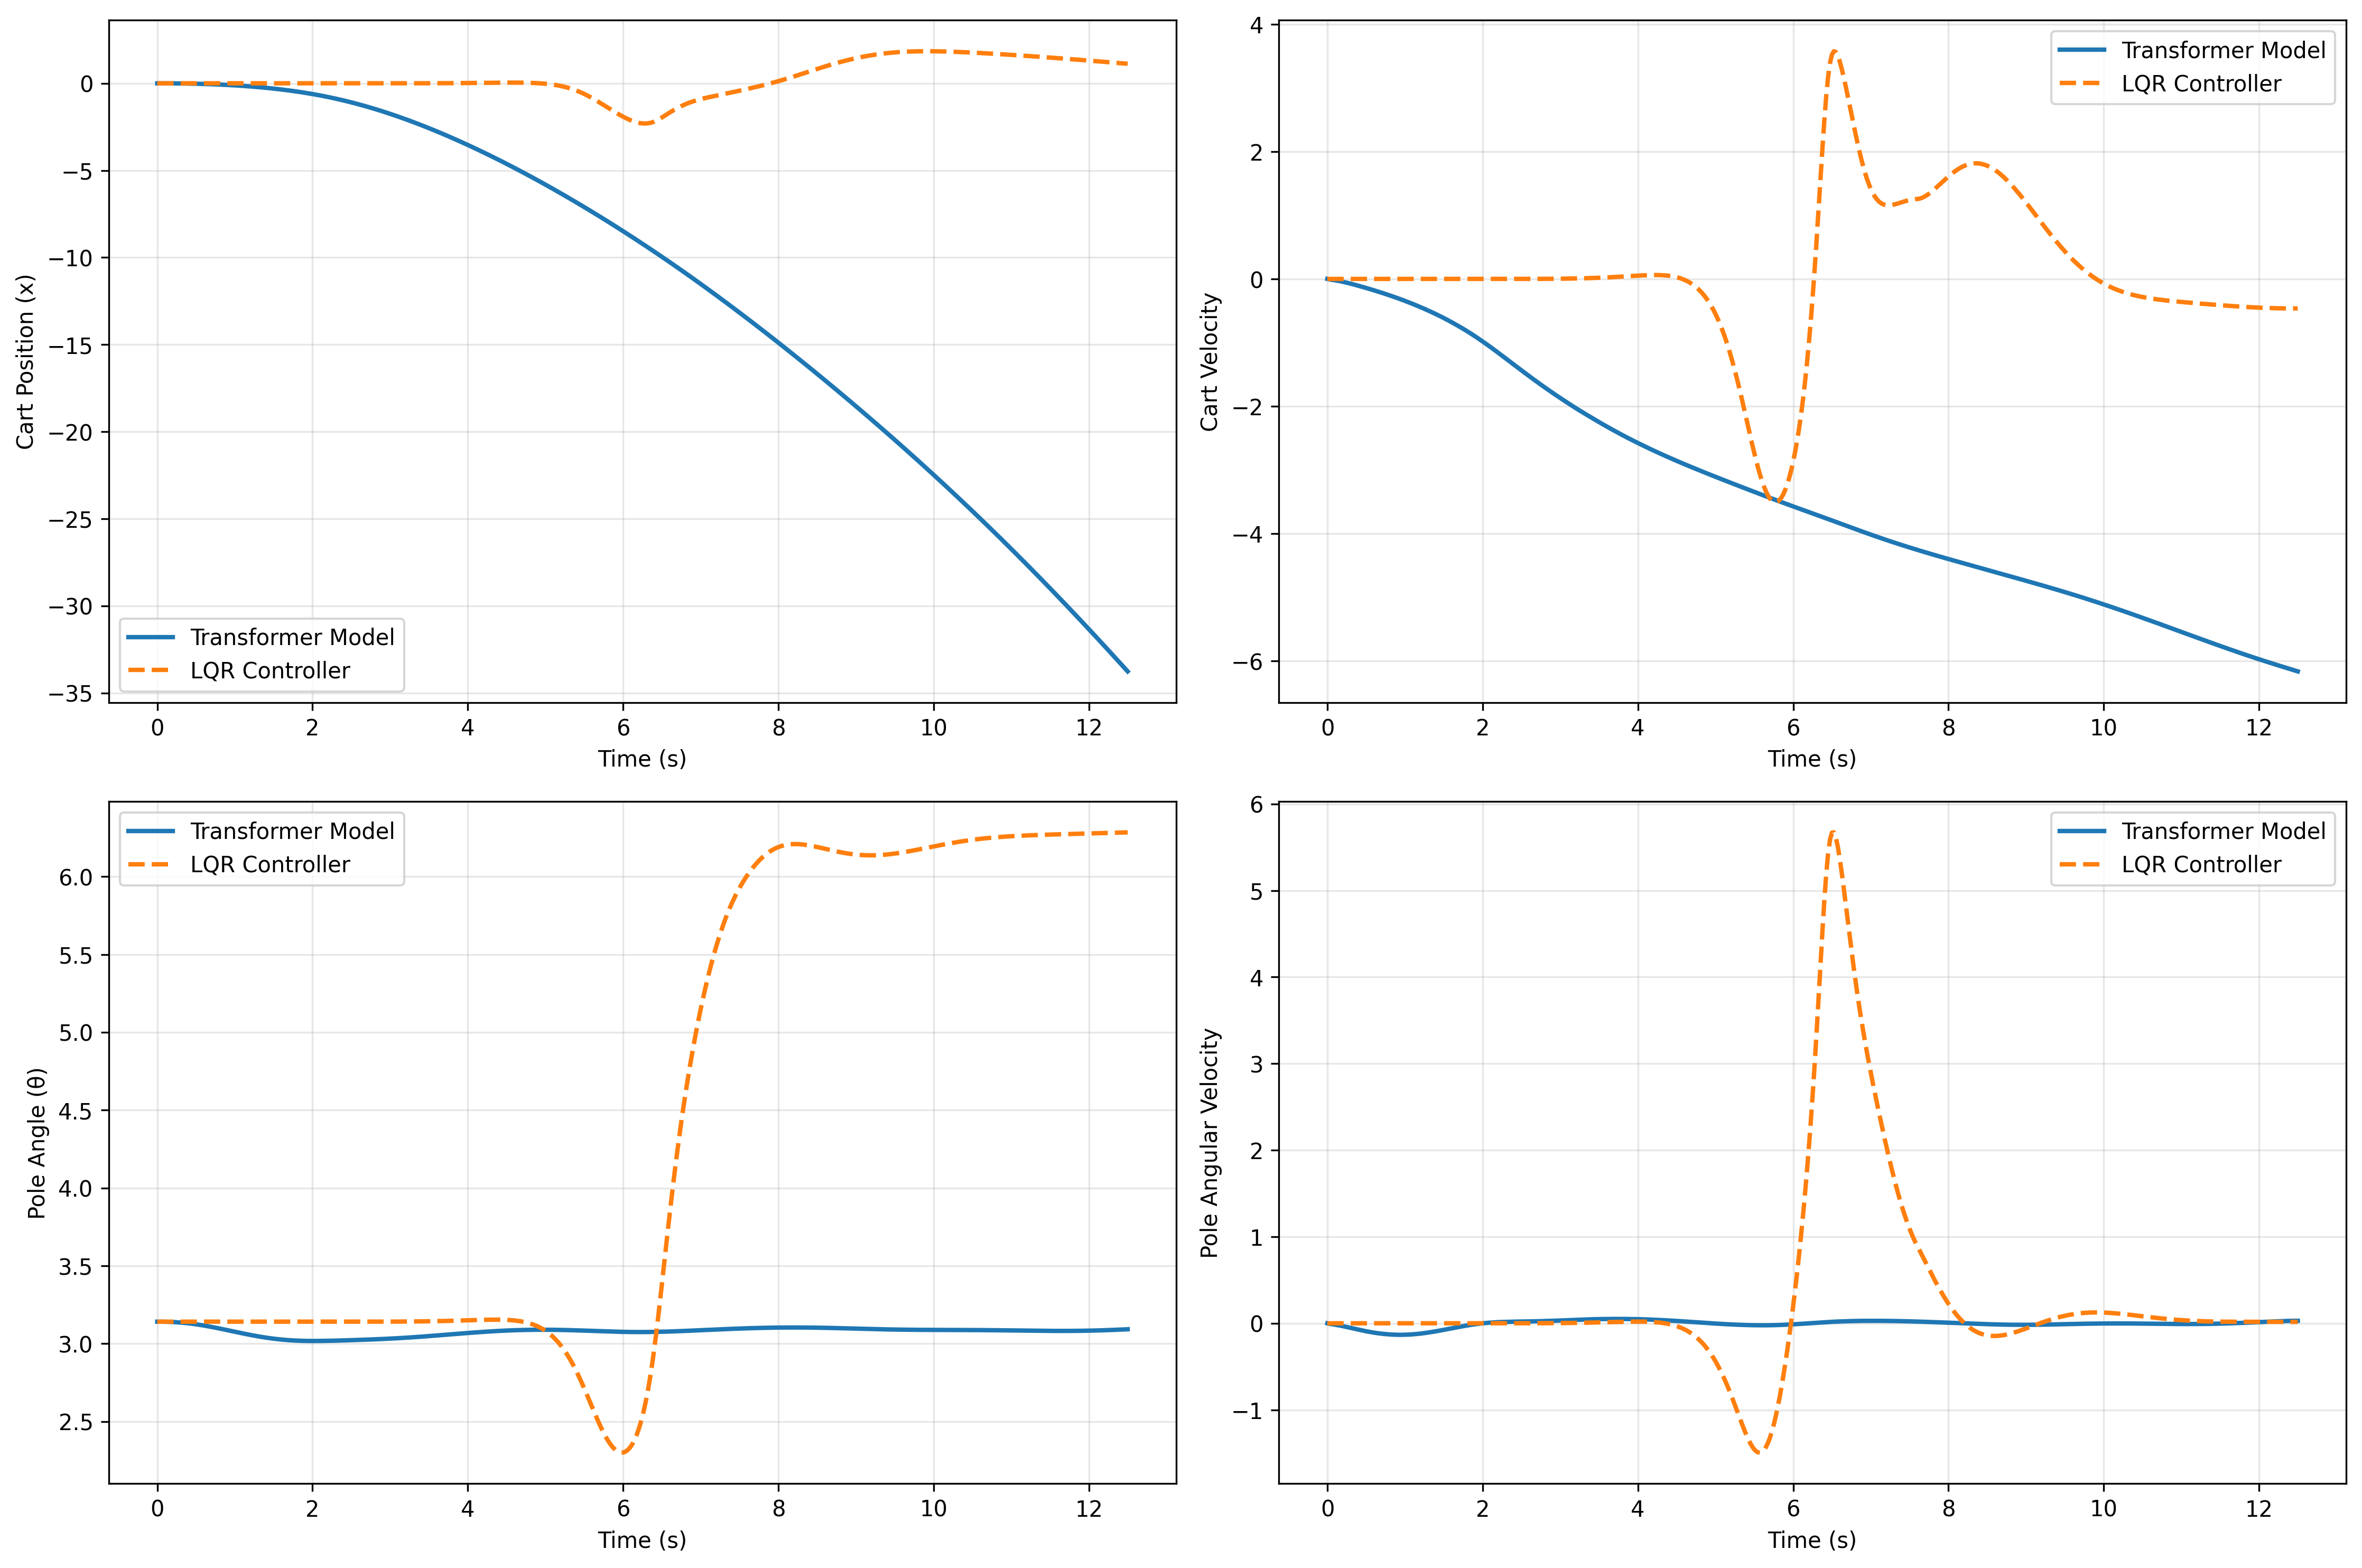 0
−5
−10
−15
−20
−25
−30
−35
Cart Position (x)
Transformer Model
LQR Controller
0 2 4 6 8 10 12
Time (s)
4
2
0
−2
−4
−6
Cart Velocity
Transformer Model
LQR Controller
0 2 4 6 8 10 12
Time (s)
6.0
5.5
5.0
4.5
4.0
3.5
3.0
2.5
Pole Angle (θ)
Transformer Model
LQR Controller
0 2 4 6 8 10 12
Time (s)
6
5
4
3
2
1
0
−1
Pole Angular Velocity
Transformer Model
LQR Controller
0 2 4 6 8 10 12
Time (s)